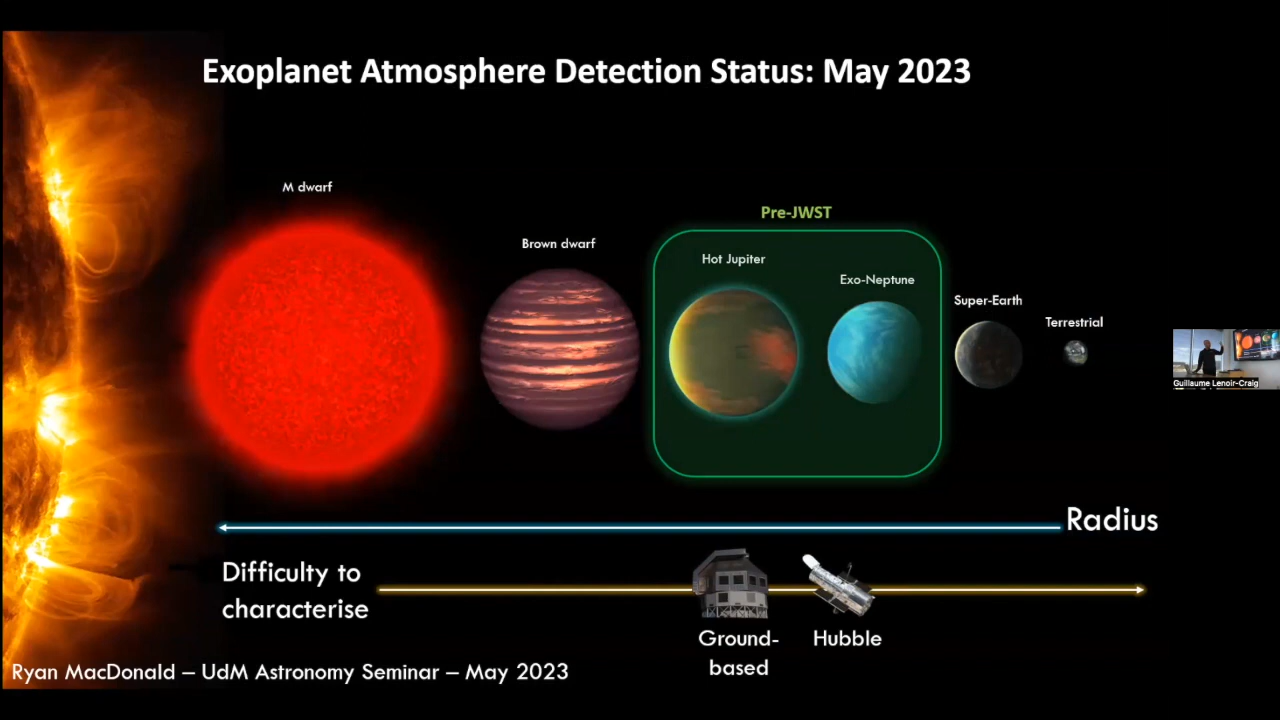 Exoplanet Atmosphere Detection Status: May 2023
M dwarf
Pre-JWST
Brown dwarf
Hot Jupiter
Exo-Neptune
Super-Earth
Terrestrial
Guillaume Lenoir-Craig
Radius
Difficulty to
characterise
Ground-
based
Hubble
Ryan MacDonald – UdM Astronomy Seminar – May 2023